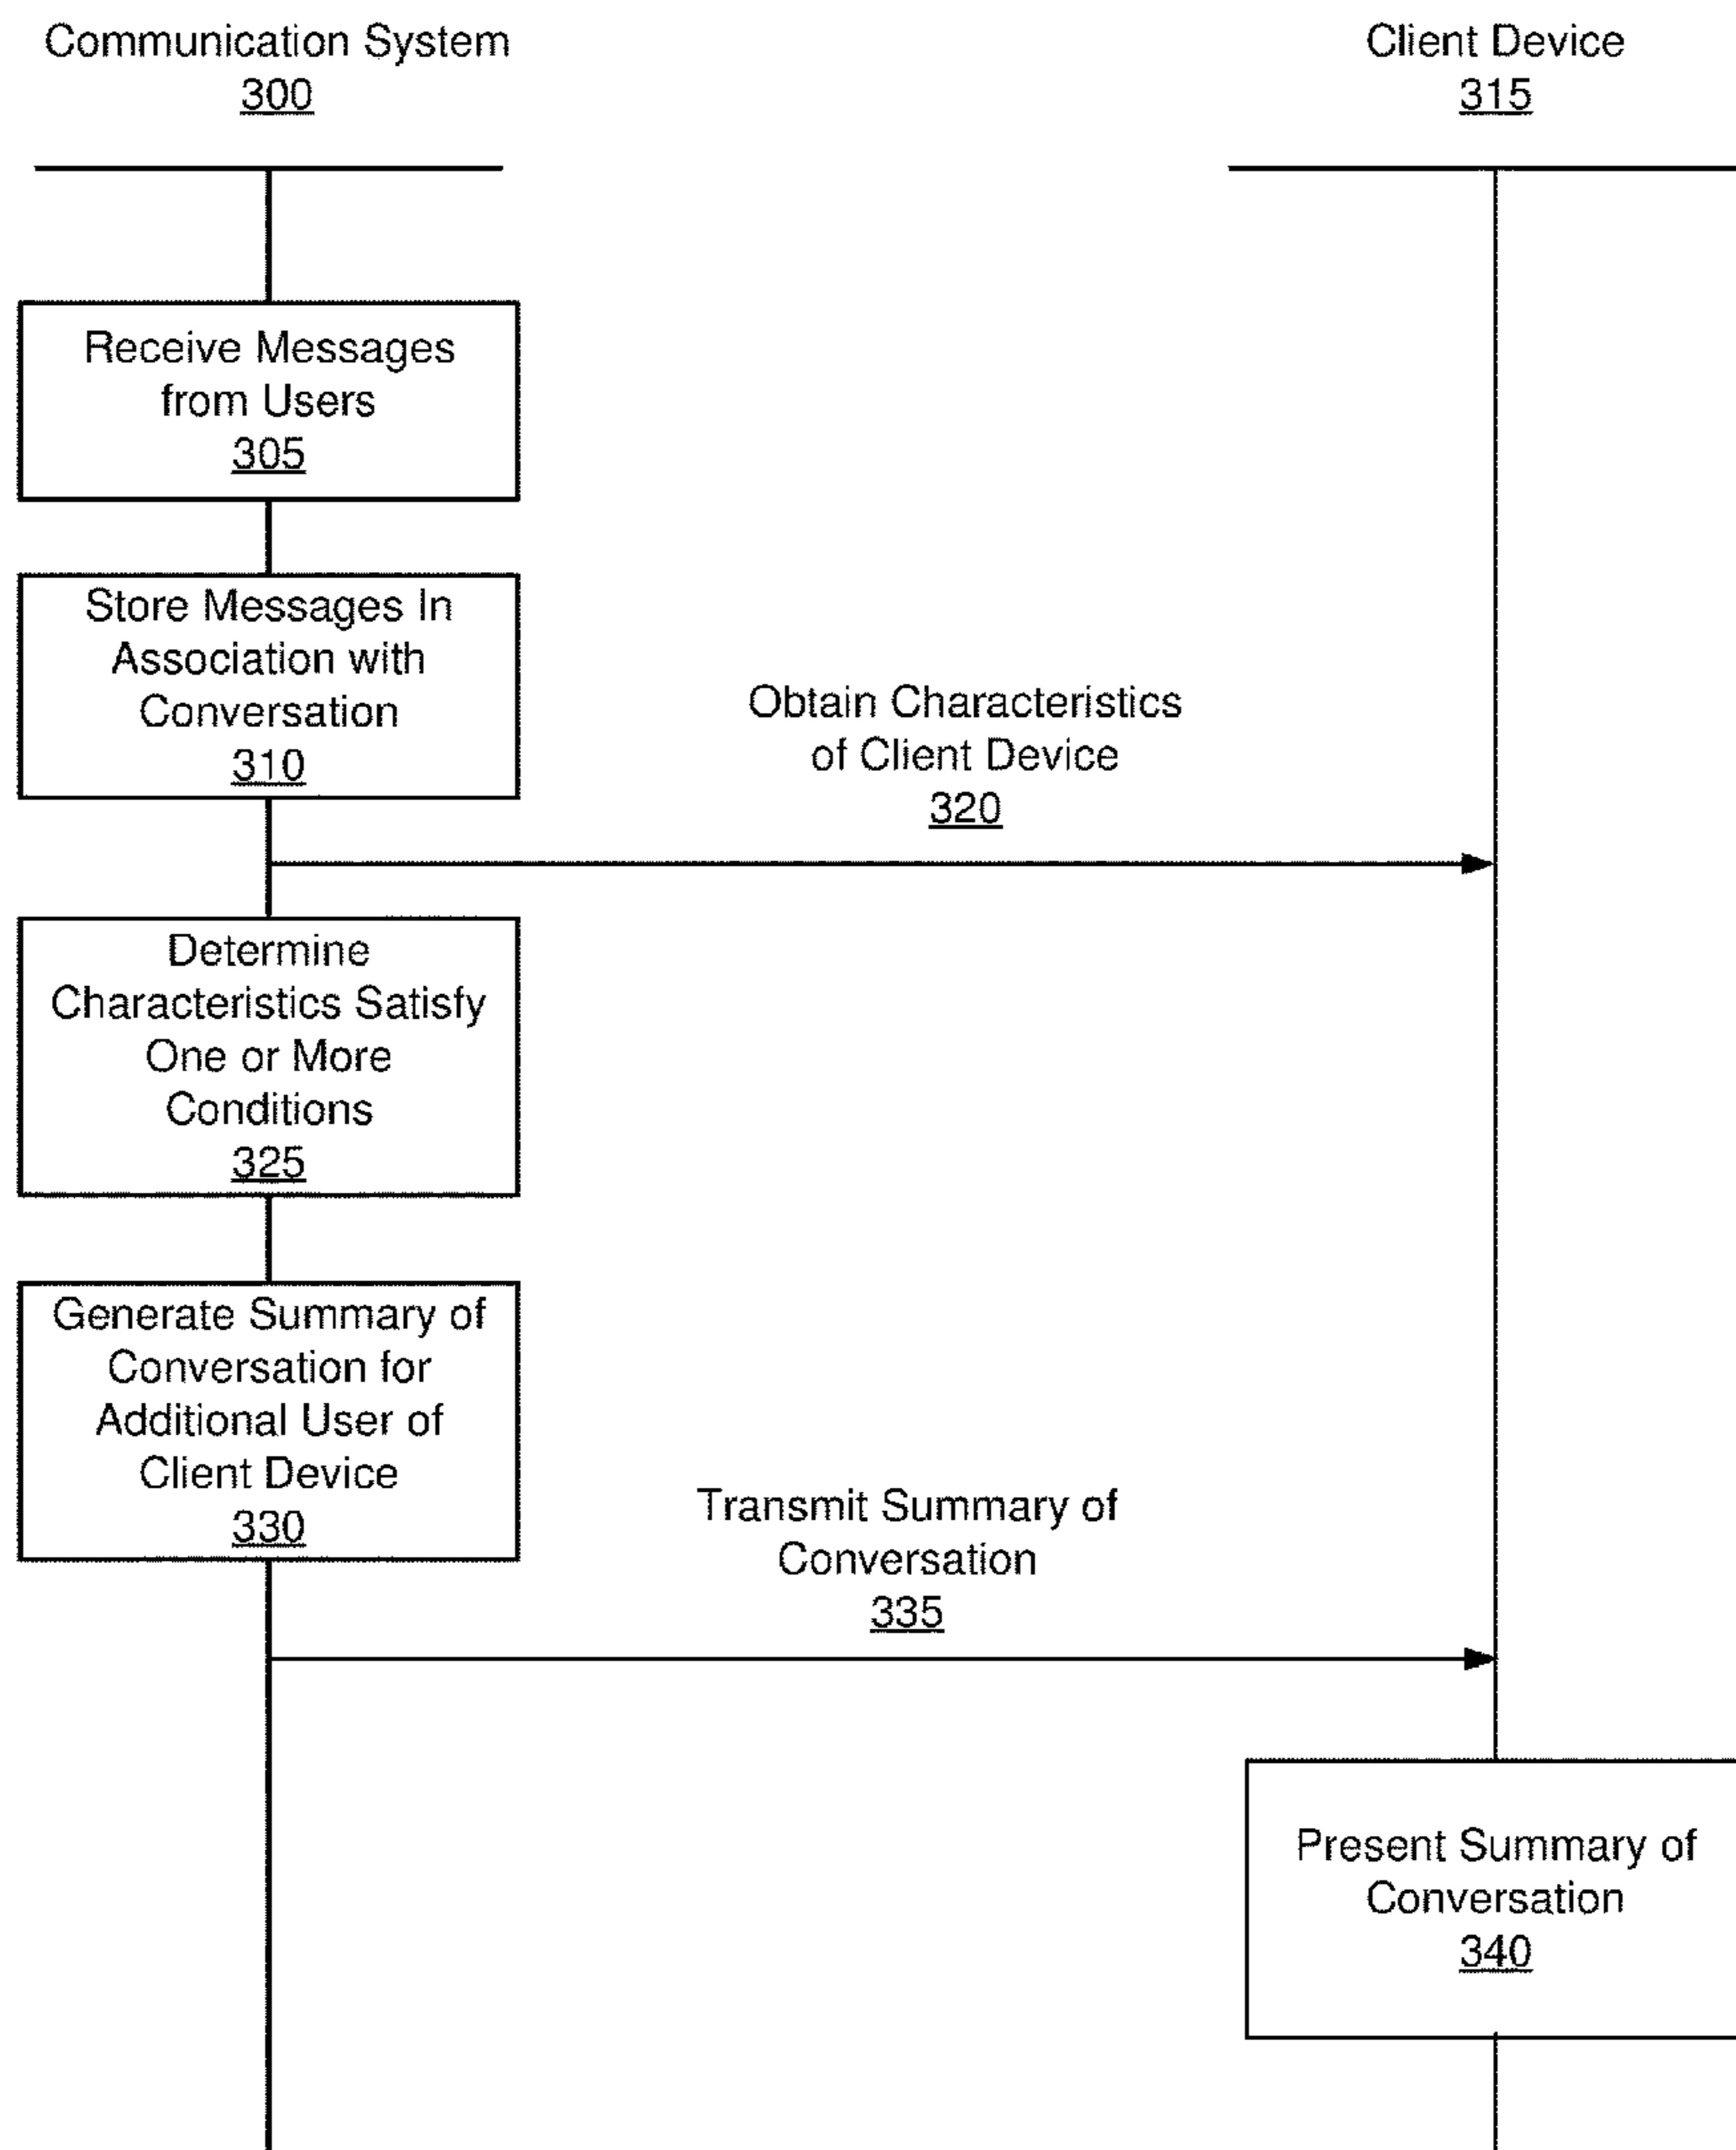 Communication System
300
Client Device
315
Receive Messages
from Users
305
Store Messages In
Association with
Conversation
310
Obtain Characteristics
of Client Device
320
Determine
Characteristics Satisfy
One or More
Conditions
325
Generate Summary of
Conversation for
Additional User of
Client Device
330
Transmit Summary of
Conversation
335
Present Summary of
Conversation
340